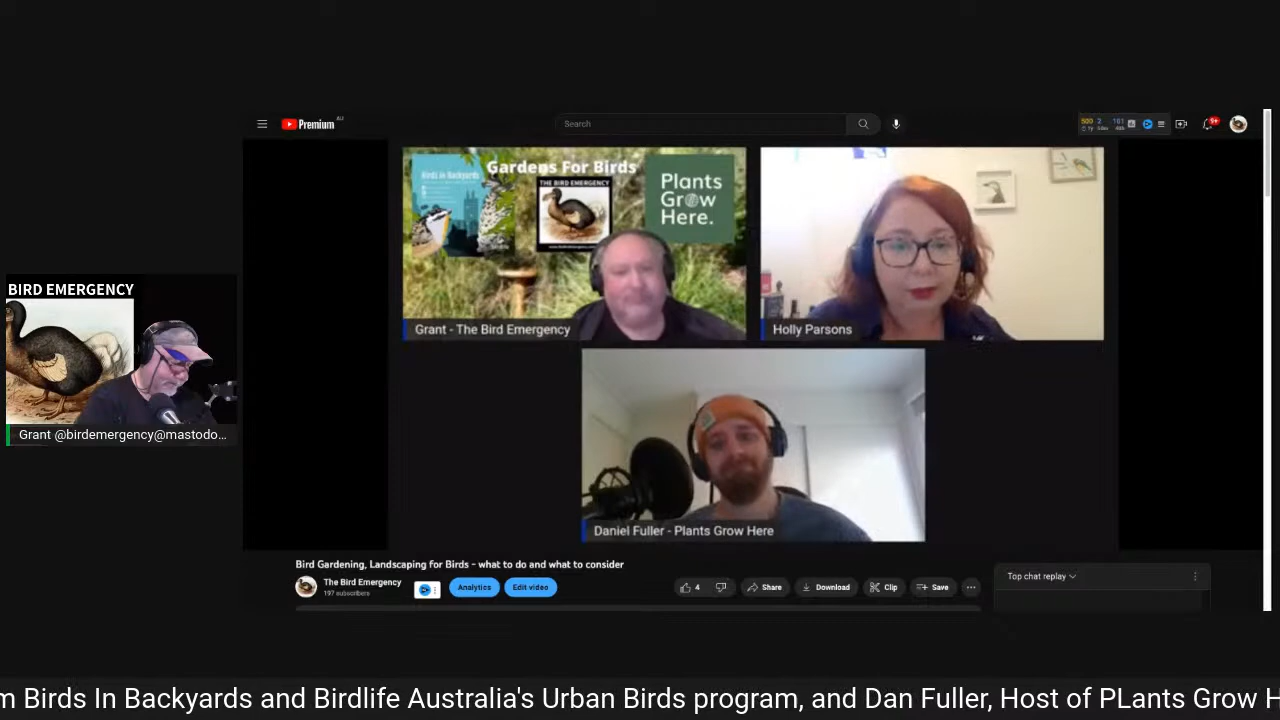 Premium AU
Search
9+
Gardens For Birds
Birds in Backyards
THE BIRD EMERGENCY
Plants
Grow
Here.
Grant - The Bird Emergency
Holly Parsons
BIRD EMERGENCY
Grant @birdemergency@mastodo...
Daniel Fuller - Plants Grow Here
Bird Gardening, Landscaping for Birds - what to do and what to consider
The Bird Emergency
197 subscribers
Analytics
Edit video
4
Share
Download
Clip
Save
Top chat replay
m Birds In Backyards and Birdlife Australia's Urban Birds program, and Dan Fuller, Host of PLants Grow H